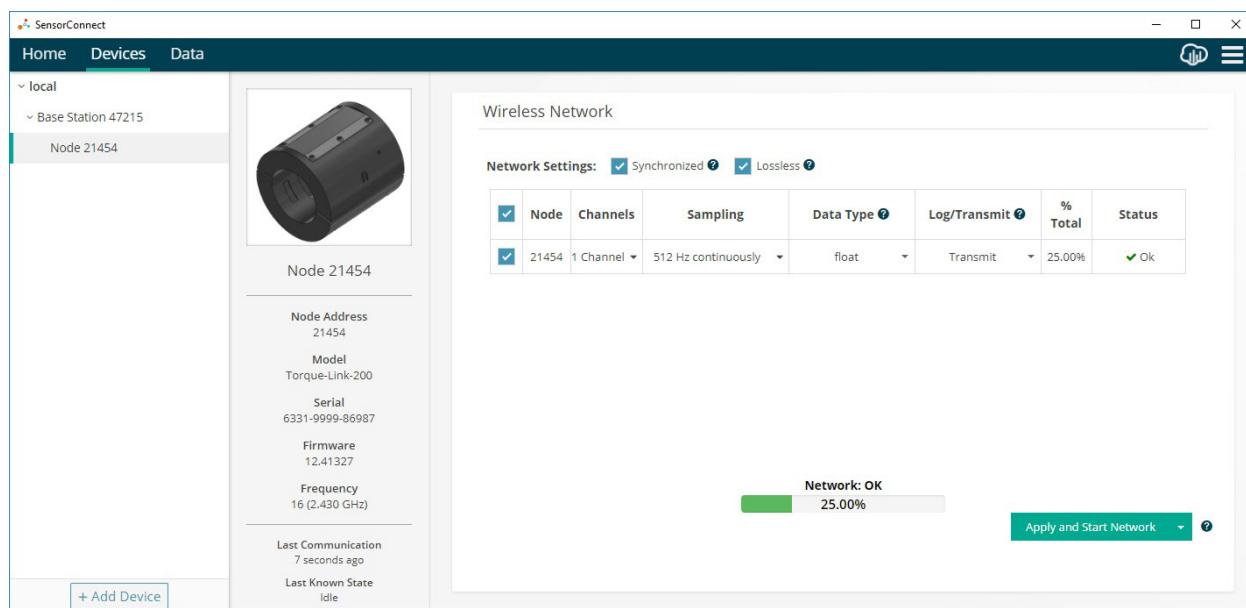 SensorConnect
Home Devices Data
local
Base Station 47215
Node 21454
+ Add Device
Node 21454
Node Address
21454
Model
Torque-Link-200
Serial
6331-9999-86987
Firmware
12.41327
Frequency
16 (2.430 GHz)
Last Communication
7 seconds ago
Last Known State
Idle
Wireless Network
Network Settings: Synchronized ? Lossless ?
Node Channels Sampling Data Type ? Log/Transmit ? % Total Status
21454 1 Channel 512 Hz continuously float Transmit 25.00% Ok
Network: OK
25.00%
Apply and Start Network ?